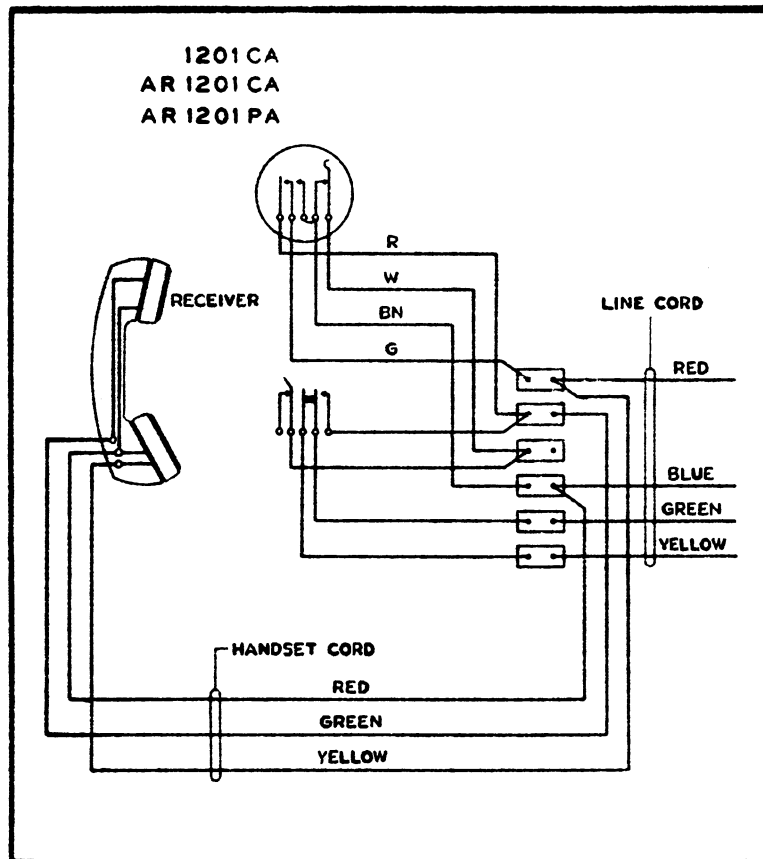 1201 CA
AR 1201 CA
AR 1201 PA
R
W
BN
G
RECEIVER
LINE CORD
RED
BLUE
GREEN
YELLOW
HANDSET CORD
RED
GREEN
YELLOW